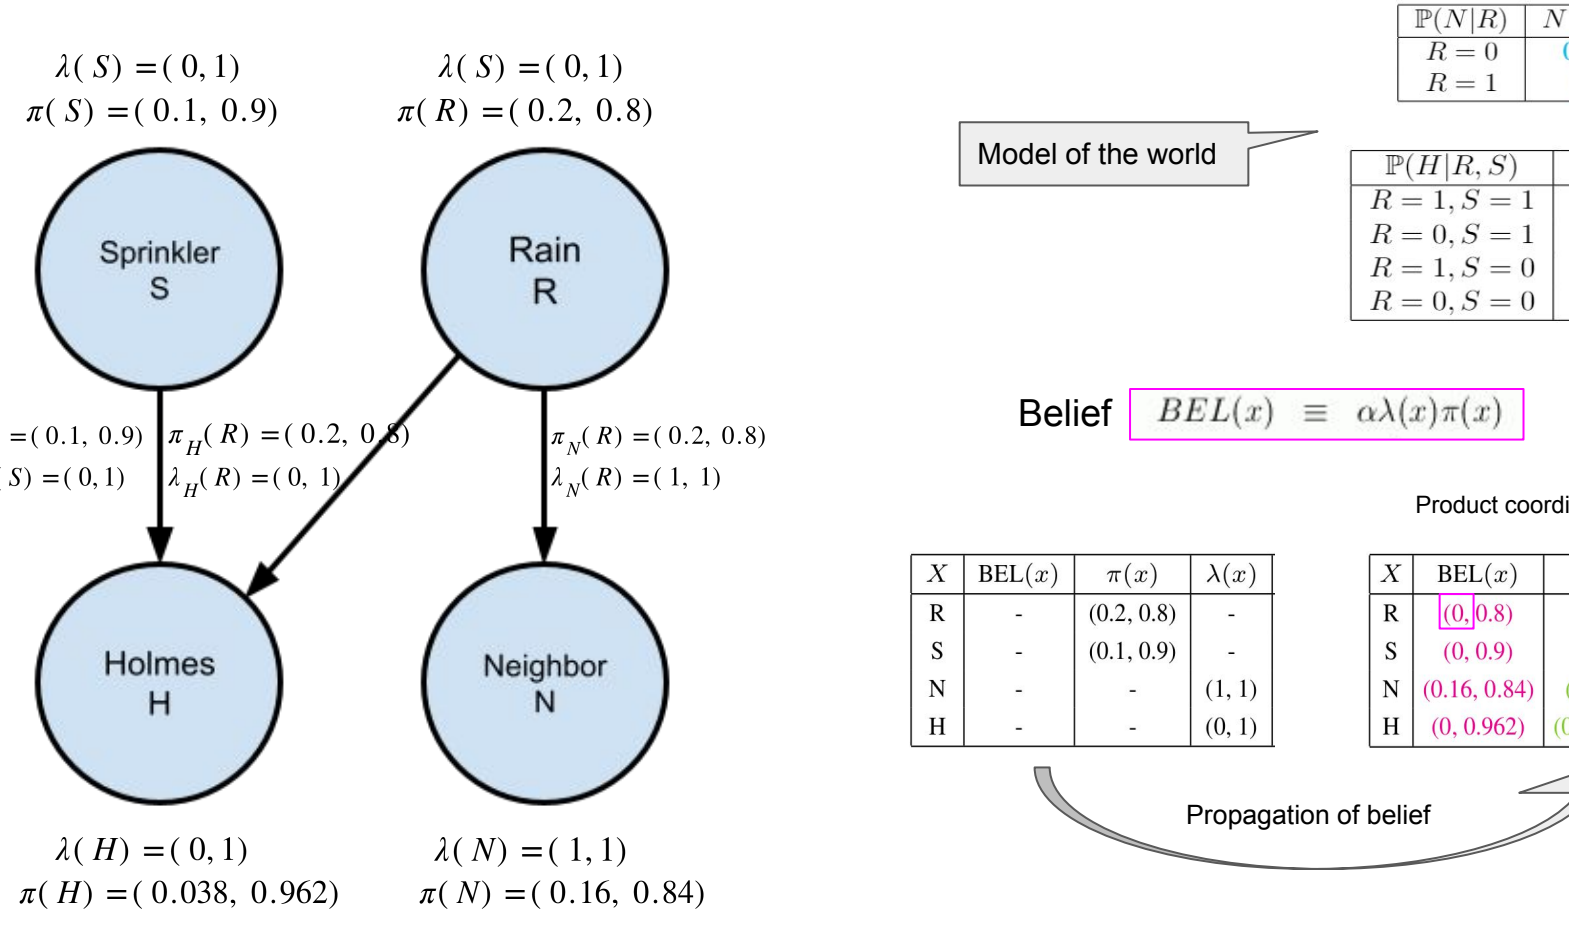 λ( S) =( 0, 1)
π( S) =( 0.1, 0.9)
λ( S) =( 0, 1)
π( R) =( 0.2, 0.8)
Sprinkler
S
Rain
R
=( 0.1, 0.9)
S) =( 0, 1)
π_H( R) =( 0.2, 0.8)
λ_H( R) =( 0, 1)
π_N( R) =( 0.2, 0.8)
λ_N( R) =( 1, 1)
Holmes
H
Neighbor
N
λ( H) =( 0, 1)
π( H) =( 0.038, 0.962)
λ( N) =( 1, 1)
π( N) =( 0.16, 0.84)
ℙ(N|R) N
R = 0
R = 1
Model of the world
ℙ(H|R, S)
R = 1, S = 1
R = 0, S = 1
R = 1, S = 0
R = 0, S = 0
Belief BEL(x) ≡ αλ(x)π(x)
Product
X BEL(x) π(x) λ(x)
R - (0.2, 0.8) -
S - (0.1, 0.9) -
N - - (1, 1)
H - - (0, 1)
X BEL(x)
R (0, 0.8)
S (0, 0.9)
N (0.16, 0.84) (
H (0, 0.962) (0
Propagation of belief